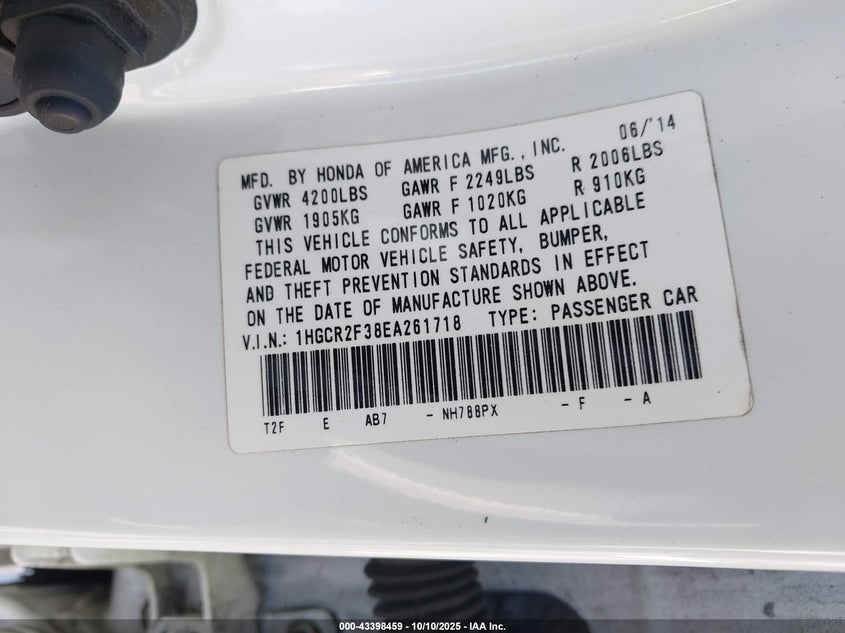 06/'14
MFD. BY HONDA OF AMERICA MFG., INC.
GVWR 4200LBS GAWR F 2249LBS R 2006LBS
GVWR 1905KG GAWR F 1020KG R 910KG
THIS VEHICLE CONFORMS TO ALL APPLICABLE
FEDERAL MOTOR VEHICLE SAFETY, BUMPER,
AND THEFT PREVENTION STANDARDS IN EFFECT
ON THE DATE OF MANUFACTURE SHOWN ABOVE.
V.I.N.: 1HGCR2F38EA261718 TYPE: PASSENGER CAR
T2F E AB7 - NH788PX - F - A
000-43398459 - 10/10/2025 - IAA Inc.